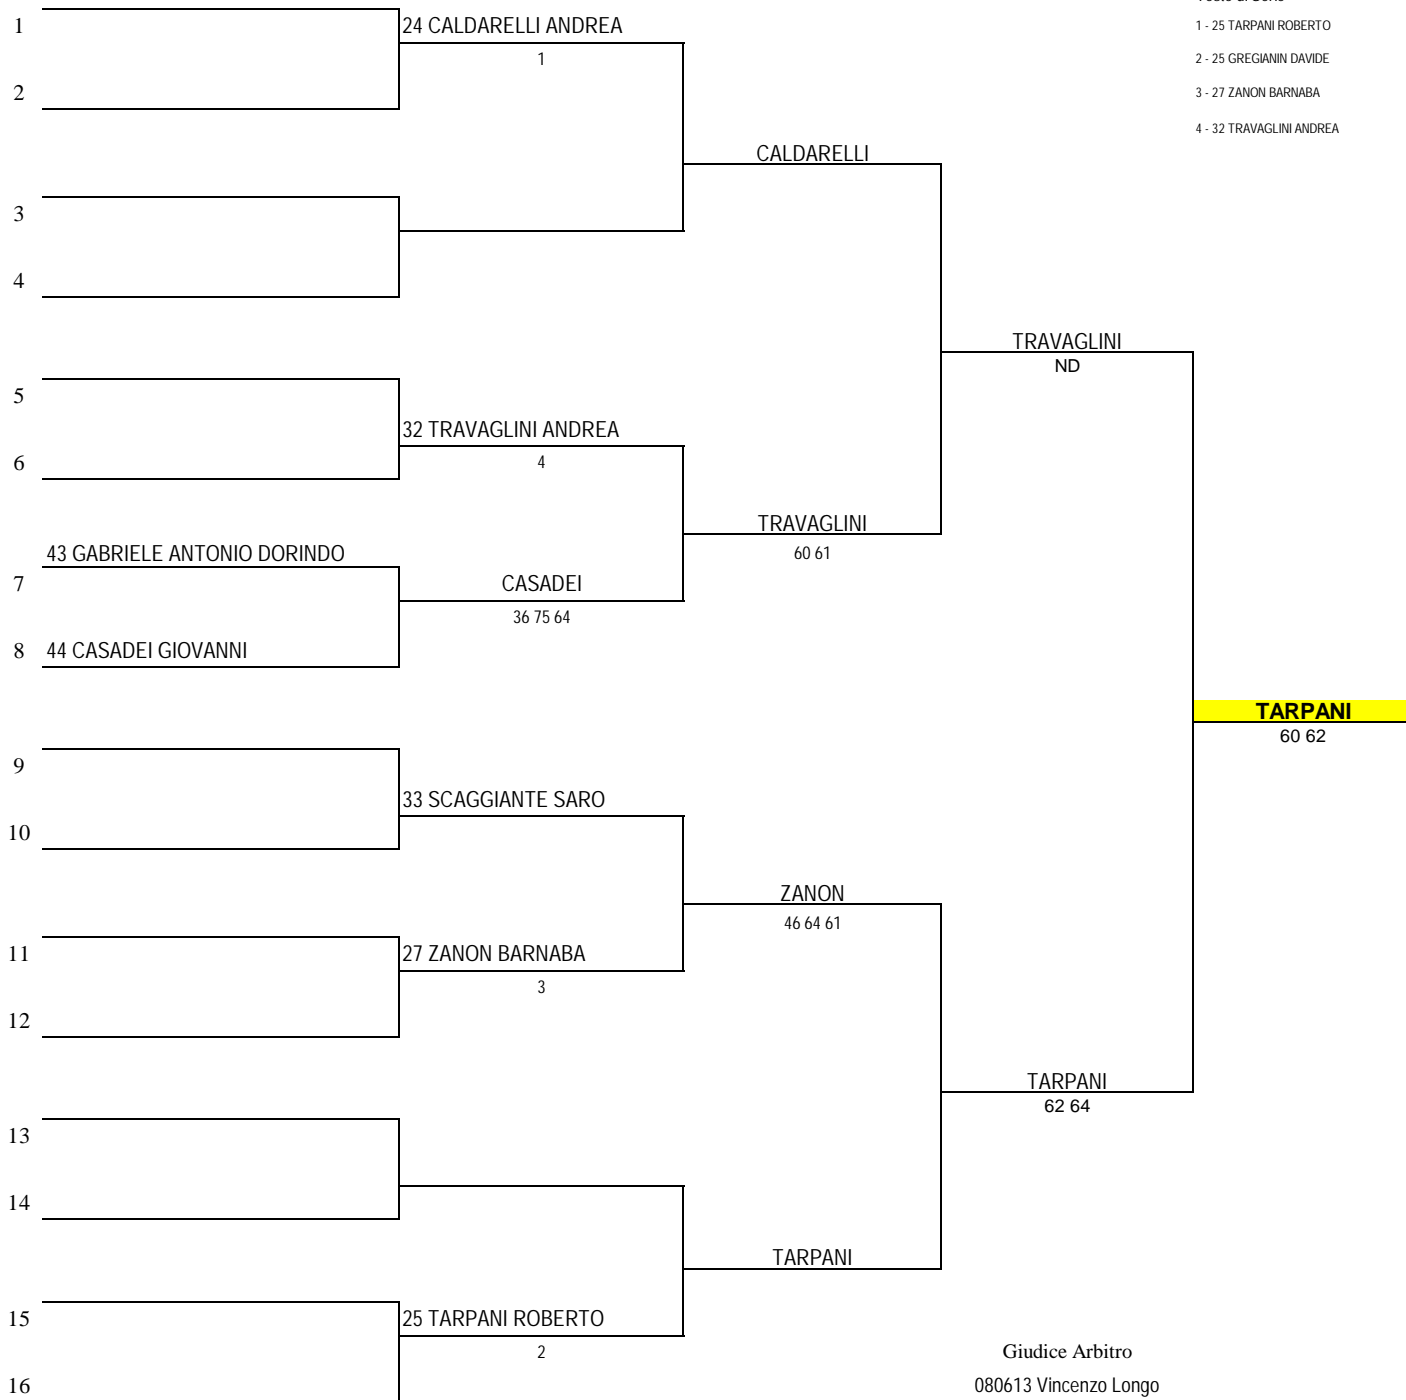 1
24 CALDARELLI ANDREA
1
2
CALDARELLI
3
4
TRAVAGLINI
ND
5
32 TRAVAGLINI ANDREA
4
6
TRAVAGLINI
60 61
43 GABRIELE ANTONIO DORINDO
7
CASADEI
36 75 64
8
44 CASADEI GIOVANNI
TARPANI
60 62
9
33 SCAGGIANTE SARO
10
ZANON
46 64 61
11
27 ZANON BARNABA
3
12
TARPANI
62 64
13
14
TARPANI
15
25 TARPANI ROBERTO
2
16
1 - 25 TARPANI ROBERTO
2 - 25 GREGIANIN DAVIDE
3 - 27 ZANON BARNABA
4 - 32 TRAVAGLINI ANDREA
Giudice Arbitro
080613 Vincenzo Longo